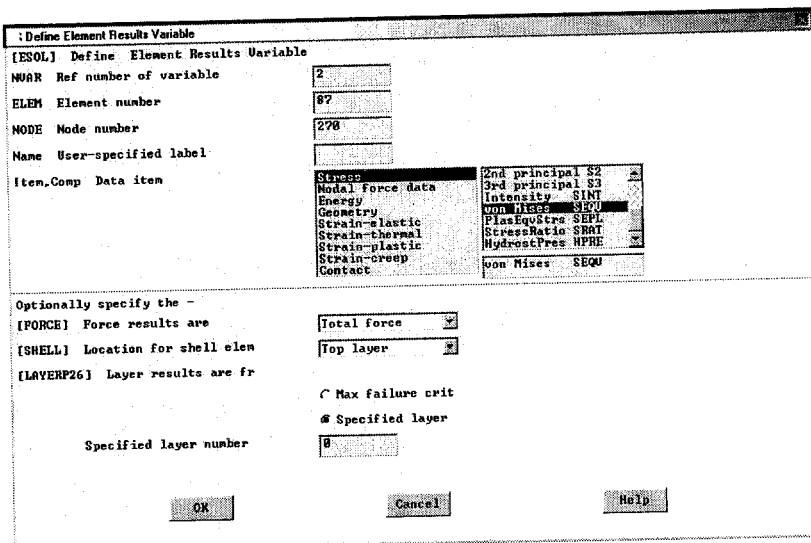 Define Element Results Variable
[ESOL] Define Element Results Variable
NVAR Ref number of variable 2
ELEM Element number 87
NODE Node number 270
Name User-specified label
Item,Comp Data item
Stress
Nodal force data
Energy
Geometry
Strain-elastic
Strain-thermal
Strain-plastic
Strain-creep
Contact
2nd principal S2
3rd principal S3
Intensity SINT
von Mises SEQV
PlasEqvStrs SEPL
StressRatio SRAT
HydrostPres HPRE
von Mises SEQV
Optionally specify the -
[FORCE] Force results are Total force
[SHELL] Location for shell elem Top layer
[LAYERP26] Layer results are fr
Max failure crit
Specified layer
Specified layer number 0
OK Cancel Help